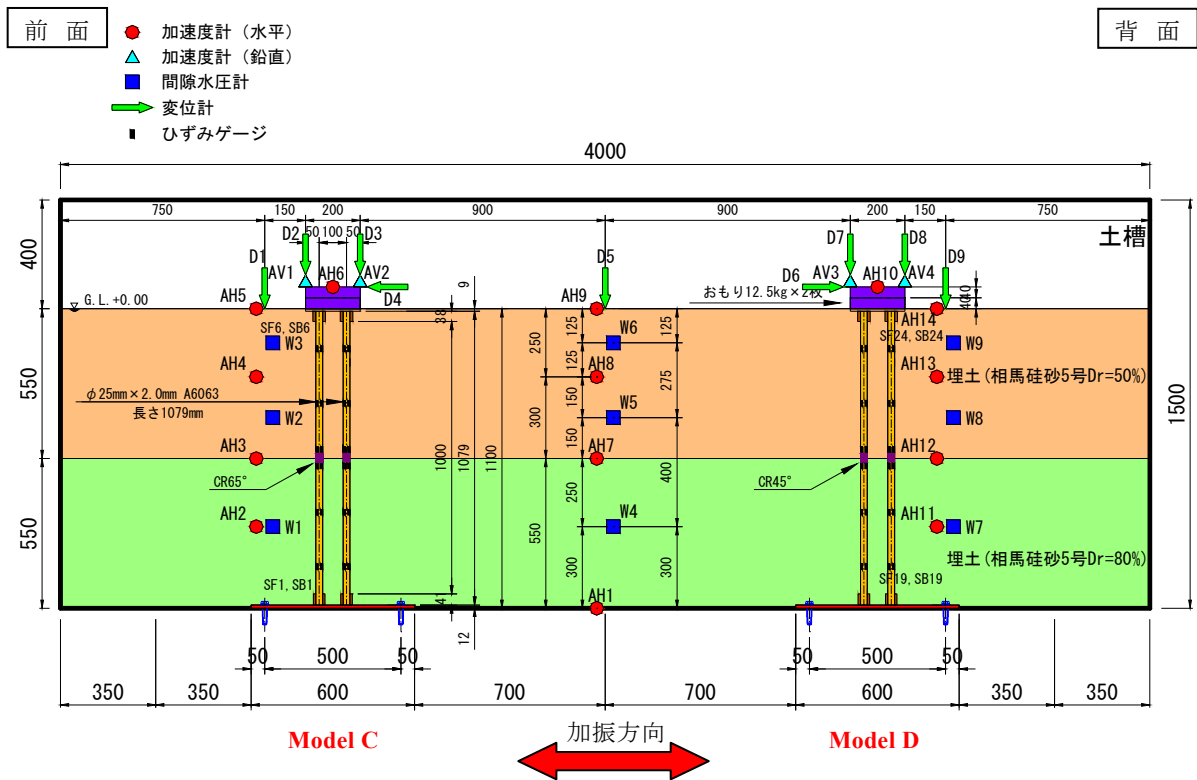 前 面
背 面
加速度計（水平）
加速度計（鉛直）
間隙水圧計
変位計
ひずみゲージ
4000
750
150
200
900
900
200
150
750
土槽
400
550
550
1500
D1
D2
50
100
50
D3
AV1
AH6
AV2
D4
AH5
9
38
G.L.+0.00
D5
AH9
D7
D8
D9
D6
AV3
AH10
AV4
40
40
おもり12.5kg×2枚
SF6, SB6
W3
AH4
φ25mm×2.0mm A6063
長さ1079mm
W2
AH3
CR65°
AH2
W1
SF1, SB1
1000
1079
1100
41
12
250
300
550
125
125
150
150
250
300
125
275
400
300
W6
AH8
W5
AH7
W4
AH1
AH14
SF24, SB24
W9
AH13
埋土(相馬硅砂5号Dr=50%)
W8
AH12
CR45°
AH11
W7
埋土(相馬硅砂5号Dr=80%)
SF19, SB19
50
500
50
50
500
50
350
350
600
700
700
600
350
350
Model C
加振方向
Model D